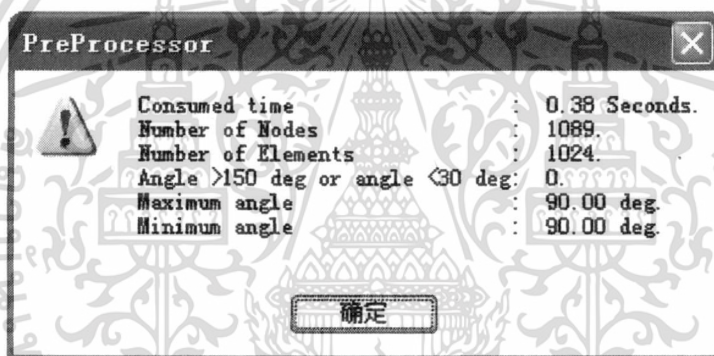 PreProcessor
Consumed time : 0.38 Seconds.
Number of Nodes : 1089.
Number of Elements : 1024.
Angle >150 deg or angle <30 deg: 0.
Maximum angle : 90.00 deg.
Minimum angle : 90.00 deg.
确定